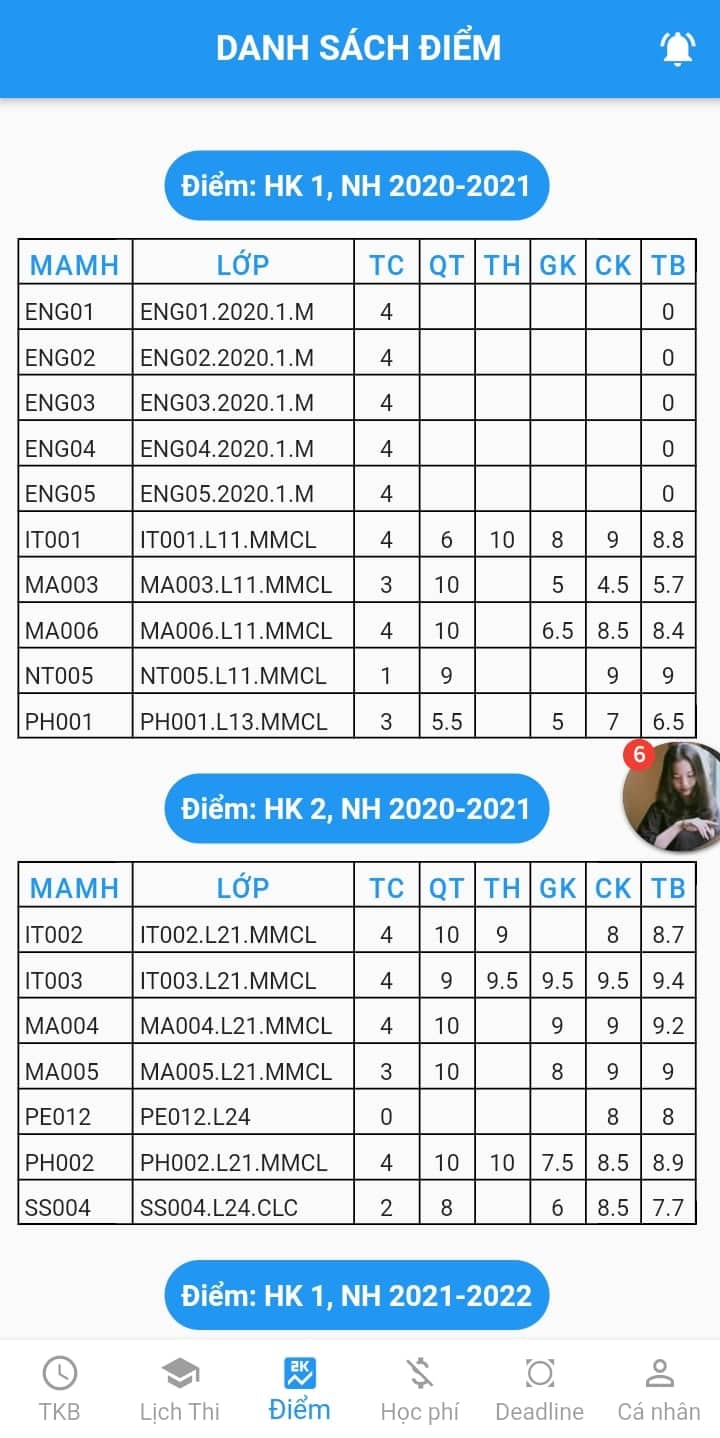 DANH SÁCH ĐIỂM
Điểm: HK 1, NH 2020-2021
MAMH LỚP TC QT TH GK CK TB
ENG01 ENG01.2020.1.M 4 0
ENG02 ENG02.2020.1.M 4 0
ENG03 ENG03.2020.1.M 4 0
ENG04 ENG04.2020.1.M 4 0
ENG05 ENG05.2020.1.M 4 0
IT001 IT001.L11.MMCL 4 6 10 8 9 8.8
MA003 MA003.L11.MMCL 3 10 5 4.5 5.7
MA006 MA006.L11.MMCL 4 10 6.5 8.5 8.4
NT005 NT005.L11.MMCL 1 9 9 9
PH001 PH001.L13.MMCL 3 5.5 5 7 6.5
6
Điểm: HK 2, NH 2020-2021
MAMH LỚP TC QT TH GK CK TB
IT002 IT002.L21.MMCL 4 10 9 8 8.7
IT003 IT003.L21.MMCL 4 9 9.5 9.5 9.5 9.4
MA004 MA004.L21.MMCL 4 10 9 9 9.2
MA005 MA005.L21.MMCL 3 10 8 9 9
PE012 PE012.L24 0 8 8
PH002 PH002.L21.MMCL 4 10 10 7.5 8.5 8.9
SS004 SS004.L24.CLC 2 8 6 8.5 7.7
Điểm: HK 1, NH 2021-2022
2K
TKB Lịch Thi Điểm Học phí Deadline Cá nhân